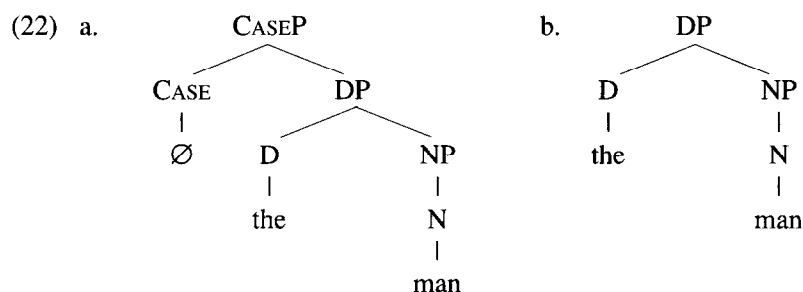 (22) a. CASEP b. DP
CASE DP D NP
∅ D NP the N
the N man
man